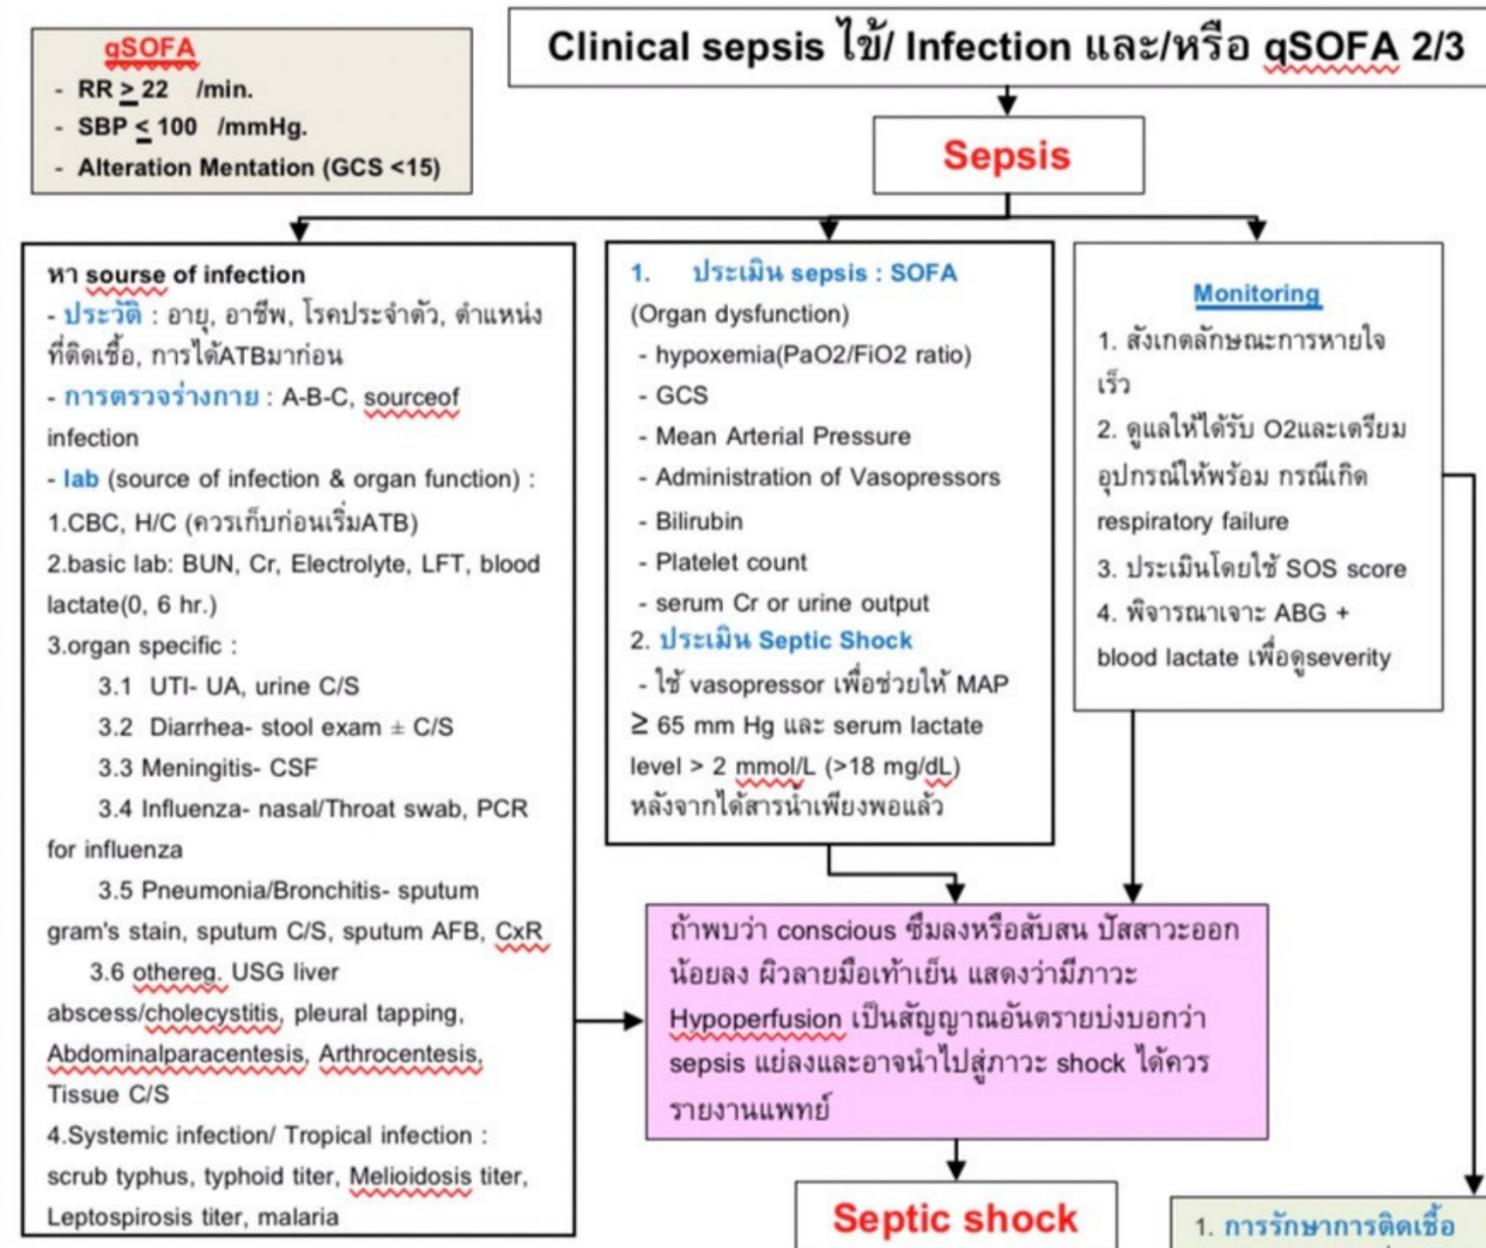 qSOFA
- RR ≥ 22 /min.
- SBP ≤ 100 /mmHg.
- Alteration Mentation (GCS <15)
Clinical sepsis ไข้/ Infection และ/หรือ qSOFA 2/3
Sepsis
หา sourse of infection
- ประวัติ : อายุ, อาชีพ, โรคประจำตัว, ตำแหน่ง
ที่ติดเชื้อ, การได้ATBมาก่อน
- การตรวจร่างกาย : A-B-C, sourceof
infection
- lab (source of infection & organ function) :
1.CBC, H/C (ควรเก็บก่อนเริ่มATB)
2.basic lab: BUN, Cr, Electrolyte, LFT, blood
lactate(0, 6 hr.)
3.organ specific :
3.1 UTI- UA, urine C/S
3.2 Diarrhea- stool exam ± C/S
3.3 Meningitis- CSF
3.4 Influenza- nasal/Throat swab, PCR
for influenza
3.5 Pneumonia/Bronchitis- sputum
gram's stain, sputum C/S, sputum AFB, CxR
3.6 othereg. USG liver
abscess/cholecystitis, pleural tapping,
Abdominalparacentesis, Arthrocentesis,
Tissue C/S
4.Systemic infection/ Tropical infection :
scrub typhus, typhoid titer, Melioidosis titer,
Leptospirosis titer, malaria
1. ประเมิน sepsis : SOFA
(Organ dysfunction)
- hypoxemia(PaO2/FiO2 ratio)
- GCS
- Mean Arterial Pressure
- Administration of Vasopressors
- Bilirubin
- Platelet count
- serum Cr or urine output
2. ประเมิน Septic Shock
- ใช้ vasopressor เพื่อช่วยให้ MAP
≥ 65 mm Hg และ serum lactate
level > 2 mmol/L (>18 mg/dL)
หลังจากได้สารน้ำเพียงพอแล้ว
Monitoring
1. สังเกตลักษณะการหายใจ
เร็ว
2. ดูแลให้ได้รับ O2และเตรียม
อุปกรณ์ให้พร้อม กรณีเกิด
respiratory failure
3. ประเมินโดยใช้ SOS score
4. พิจารณาเจาะ ABG +
blood lactate เพื่อดูseverity
ถ้าพบว่า conscious ซึมลงหรือสับสน ปัสสาวะออก
น้อยลง ผิวลายมือเท้าเย็น แสดงว่ามีภาวะ
Hypoperfusion เป็นสัญญาณอันตรายบ่งบอกว่า
sepsis แย่ลงและอาจนำไปสู่ภาวะ shock ได้ควร
รายงานแพทย์
Septic shock
1. การรักษาการติดเชื้อ